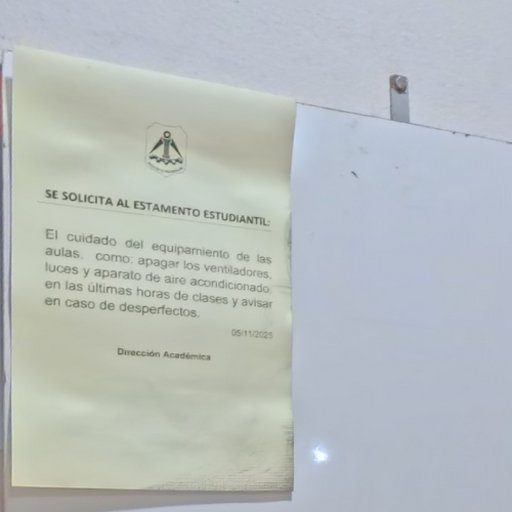 SE SOLICITA AL ESTAMENTO ESTUDIANTIL:
El cuidado del equipamiento de las
aulas, como; apagar los ventiladores,
luces y aparato de aire acondicionado,
en las últimas horas de clases y avisar
en caso de desperfectos.
05/11/2025
Dirección Académica